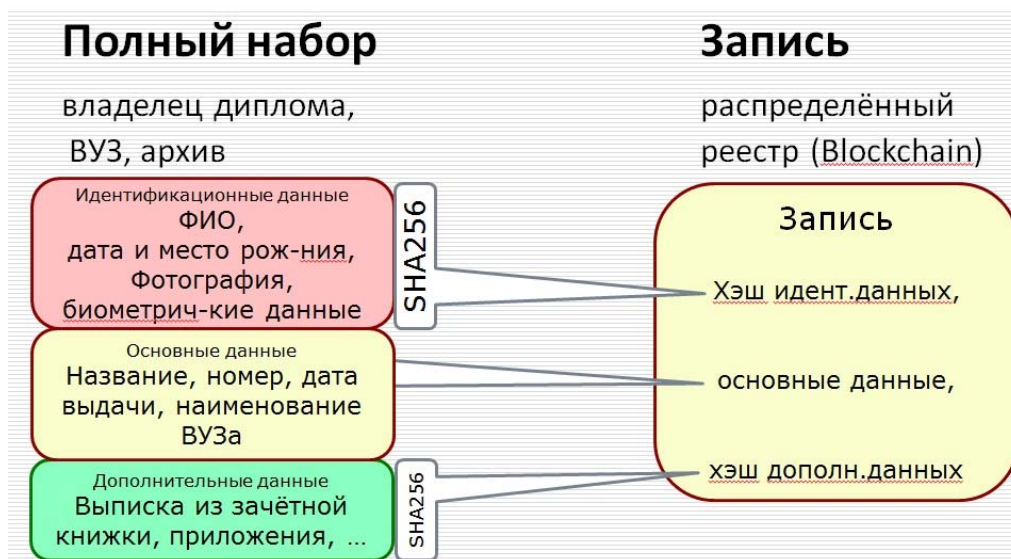 Полный набор
владелец диплома,
ВУЗ, архив
Идентификационные данные
ФИО,
дата и место рож-ния,
Фотография,
биометрич-кие данные
SHA256
Основные данные
Название, номер, дата
выдачи, наименование
ВУЗа
Дополнительные данные
Выписка из зачётной
книжки, приложения, ...
SHA256
Запись
распределённый
реестр (Blockchain)
Запись
Хэш идент.данных,
основные данные,
хэш дополн.данных